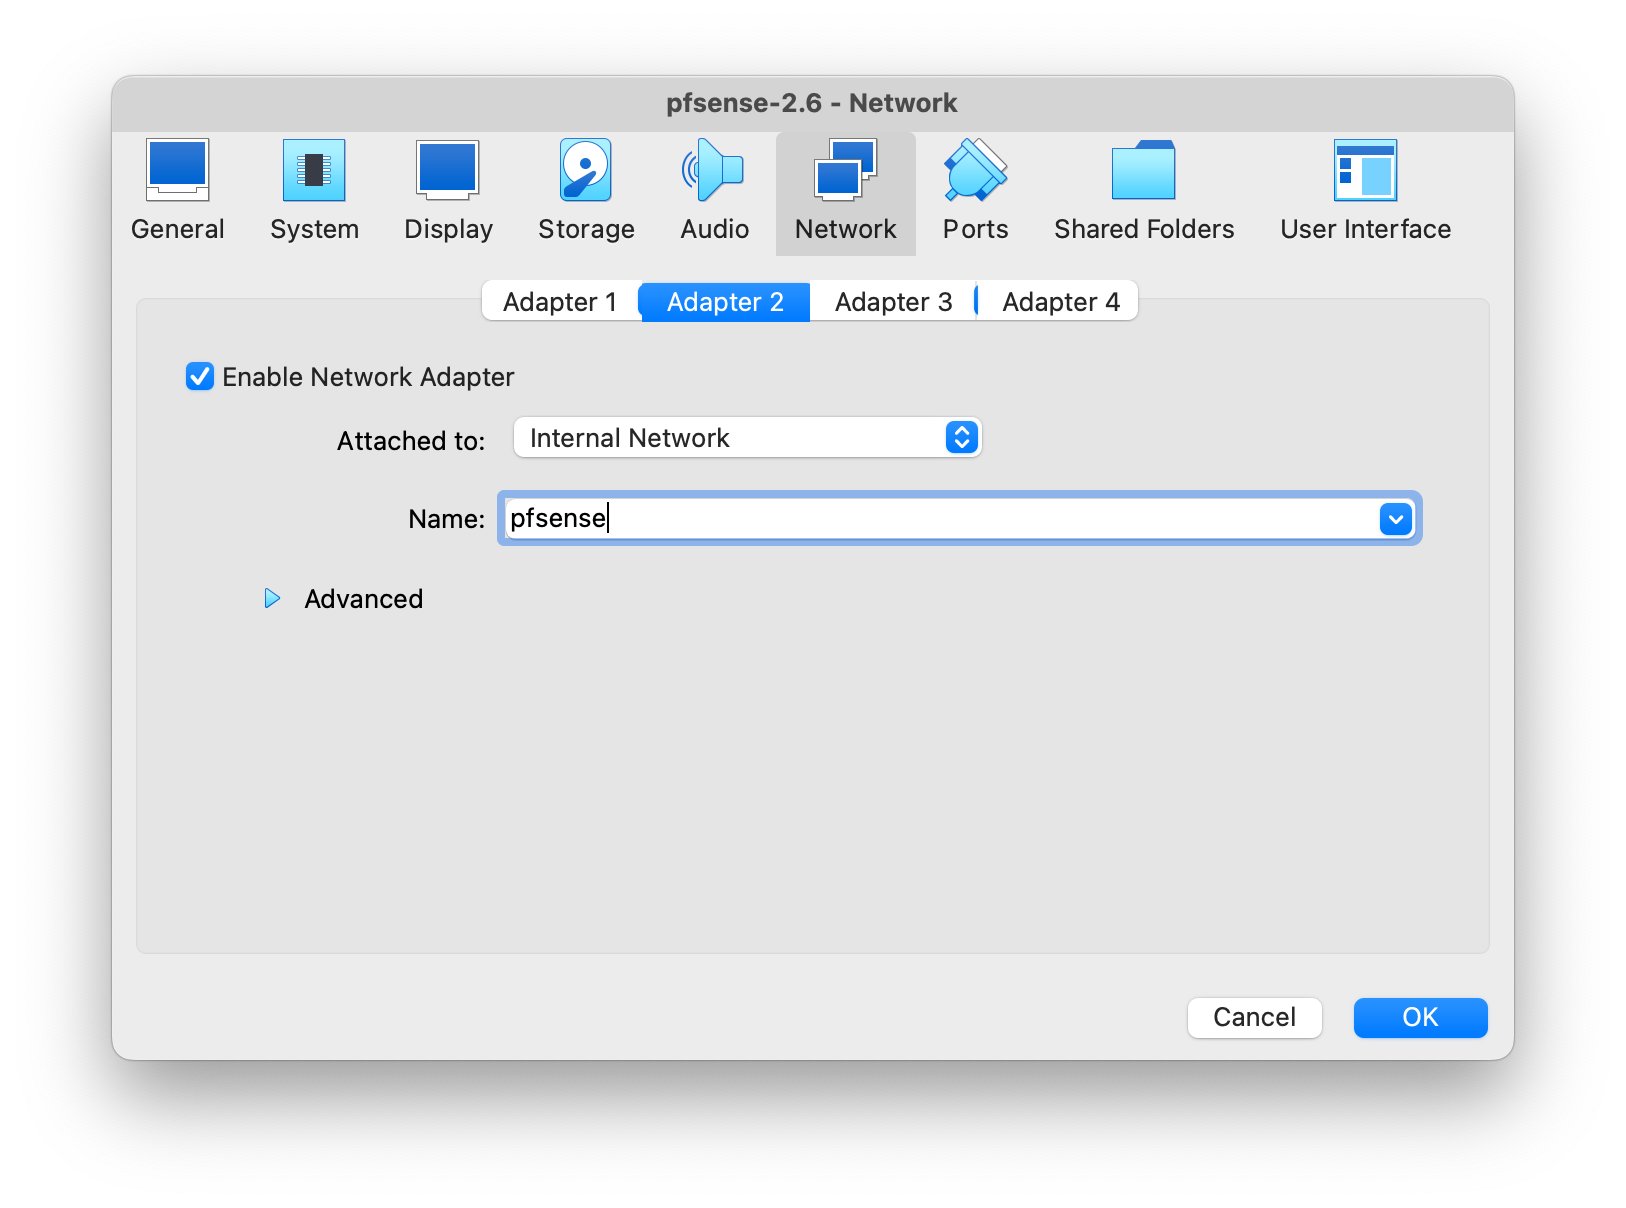 pfsense-2.6 - Network
General System Display Storage Audio Network Ports Shared Folders User Interface
Adapter 1 Adapter 2 Adapter 3 Adapter 4
Enable Network Adapter
Attached to: Internal Network
Name: pfsense
Advanced
Cancel OK